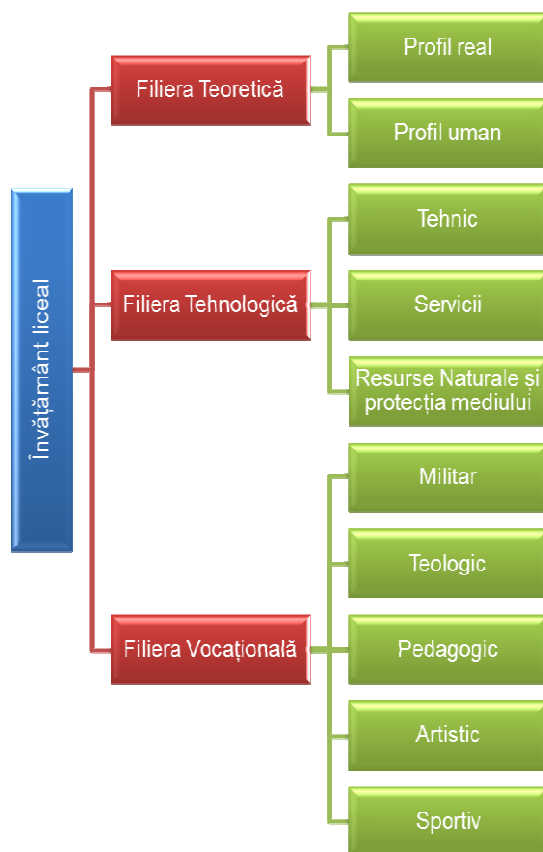 Învățământ liceal
Filiera Teoretică
Profil real
Profil uman
Filiera Tehnologică
Tehnic
Servicii
Resurse Naturale și
protecția mediului
Filiera Vocațională
Militar
Teologic
Pedagogic
Artistic
Sportiv